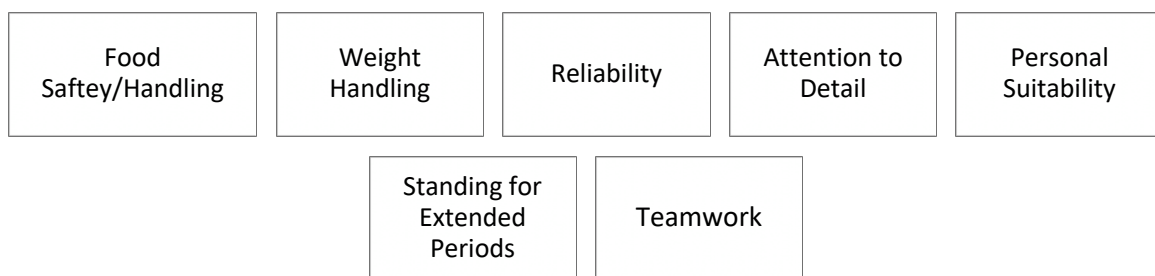 Food
Saftey/Handling
Weight
Handling
Reliability
Attention to
Detail
Personal
Suitability
Standing for
Extended
Periods
Teamwork